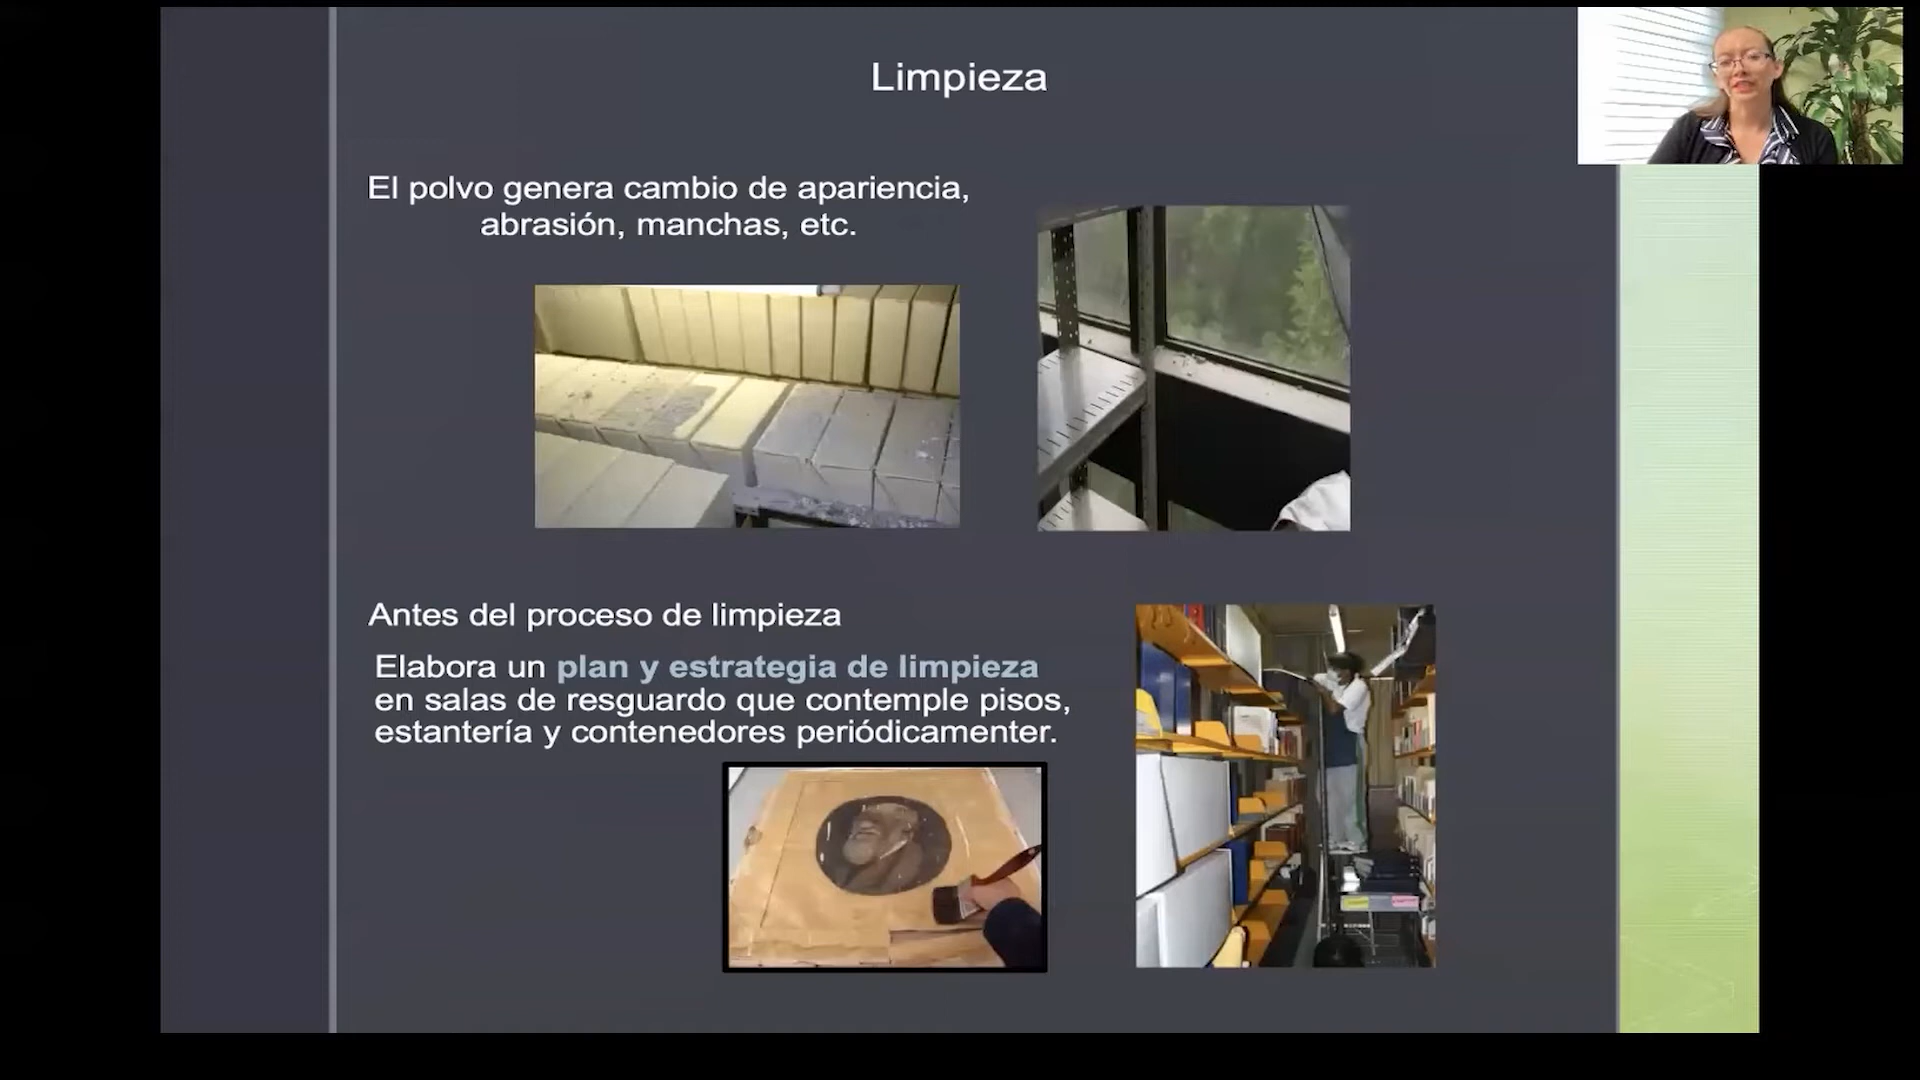 Limpieza
El polvo genera cambio de apariencia,
abrasión, manchas, etc.
Antes del proceso de limpieza
Elabora un plan y estrategia de limpieza
en salas de resguardo que contemple pisos,
estantería y contenedores periódicamenter.